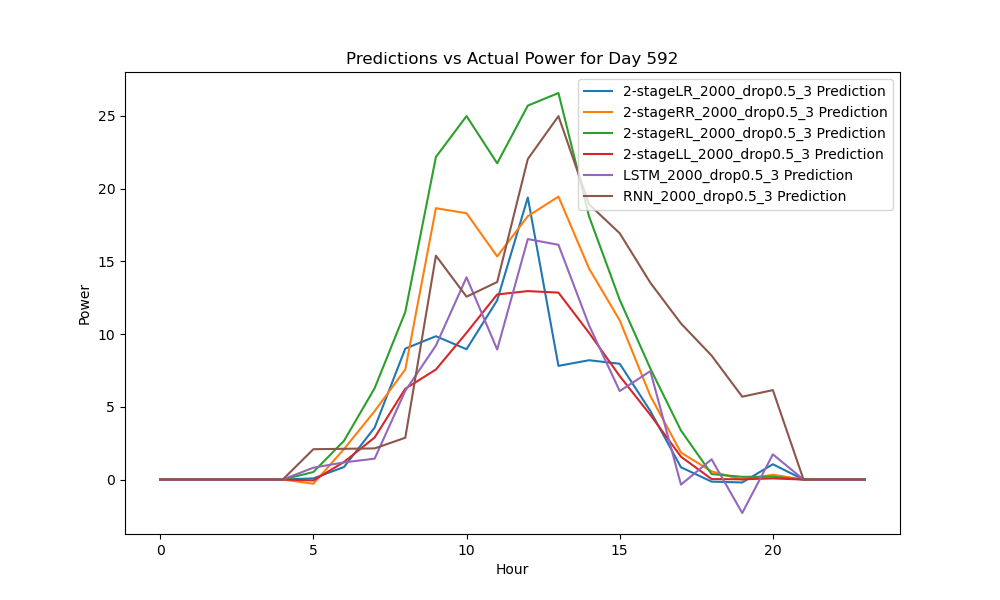 Predictions vs Actual Power for Day 592
2-stageLR_2000_drop0.5_3 Prediction
2-stageRR_2000_drop0.5_3 Prediction
2-stageRL_2000_drop0.5_3 Prediction
2-stageLL_2000_drop0.5_3 Prediction
LSTM_2000_drop0.5_3 Prediction
RNN_2000_drop0.5_3 Prediction
Power
25
20
15
10
5
0
0 5 10 15 20
Hour